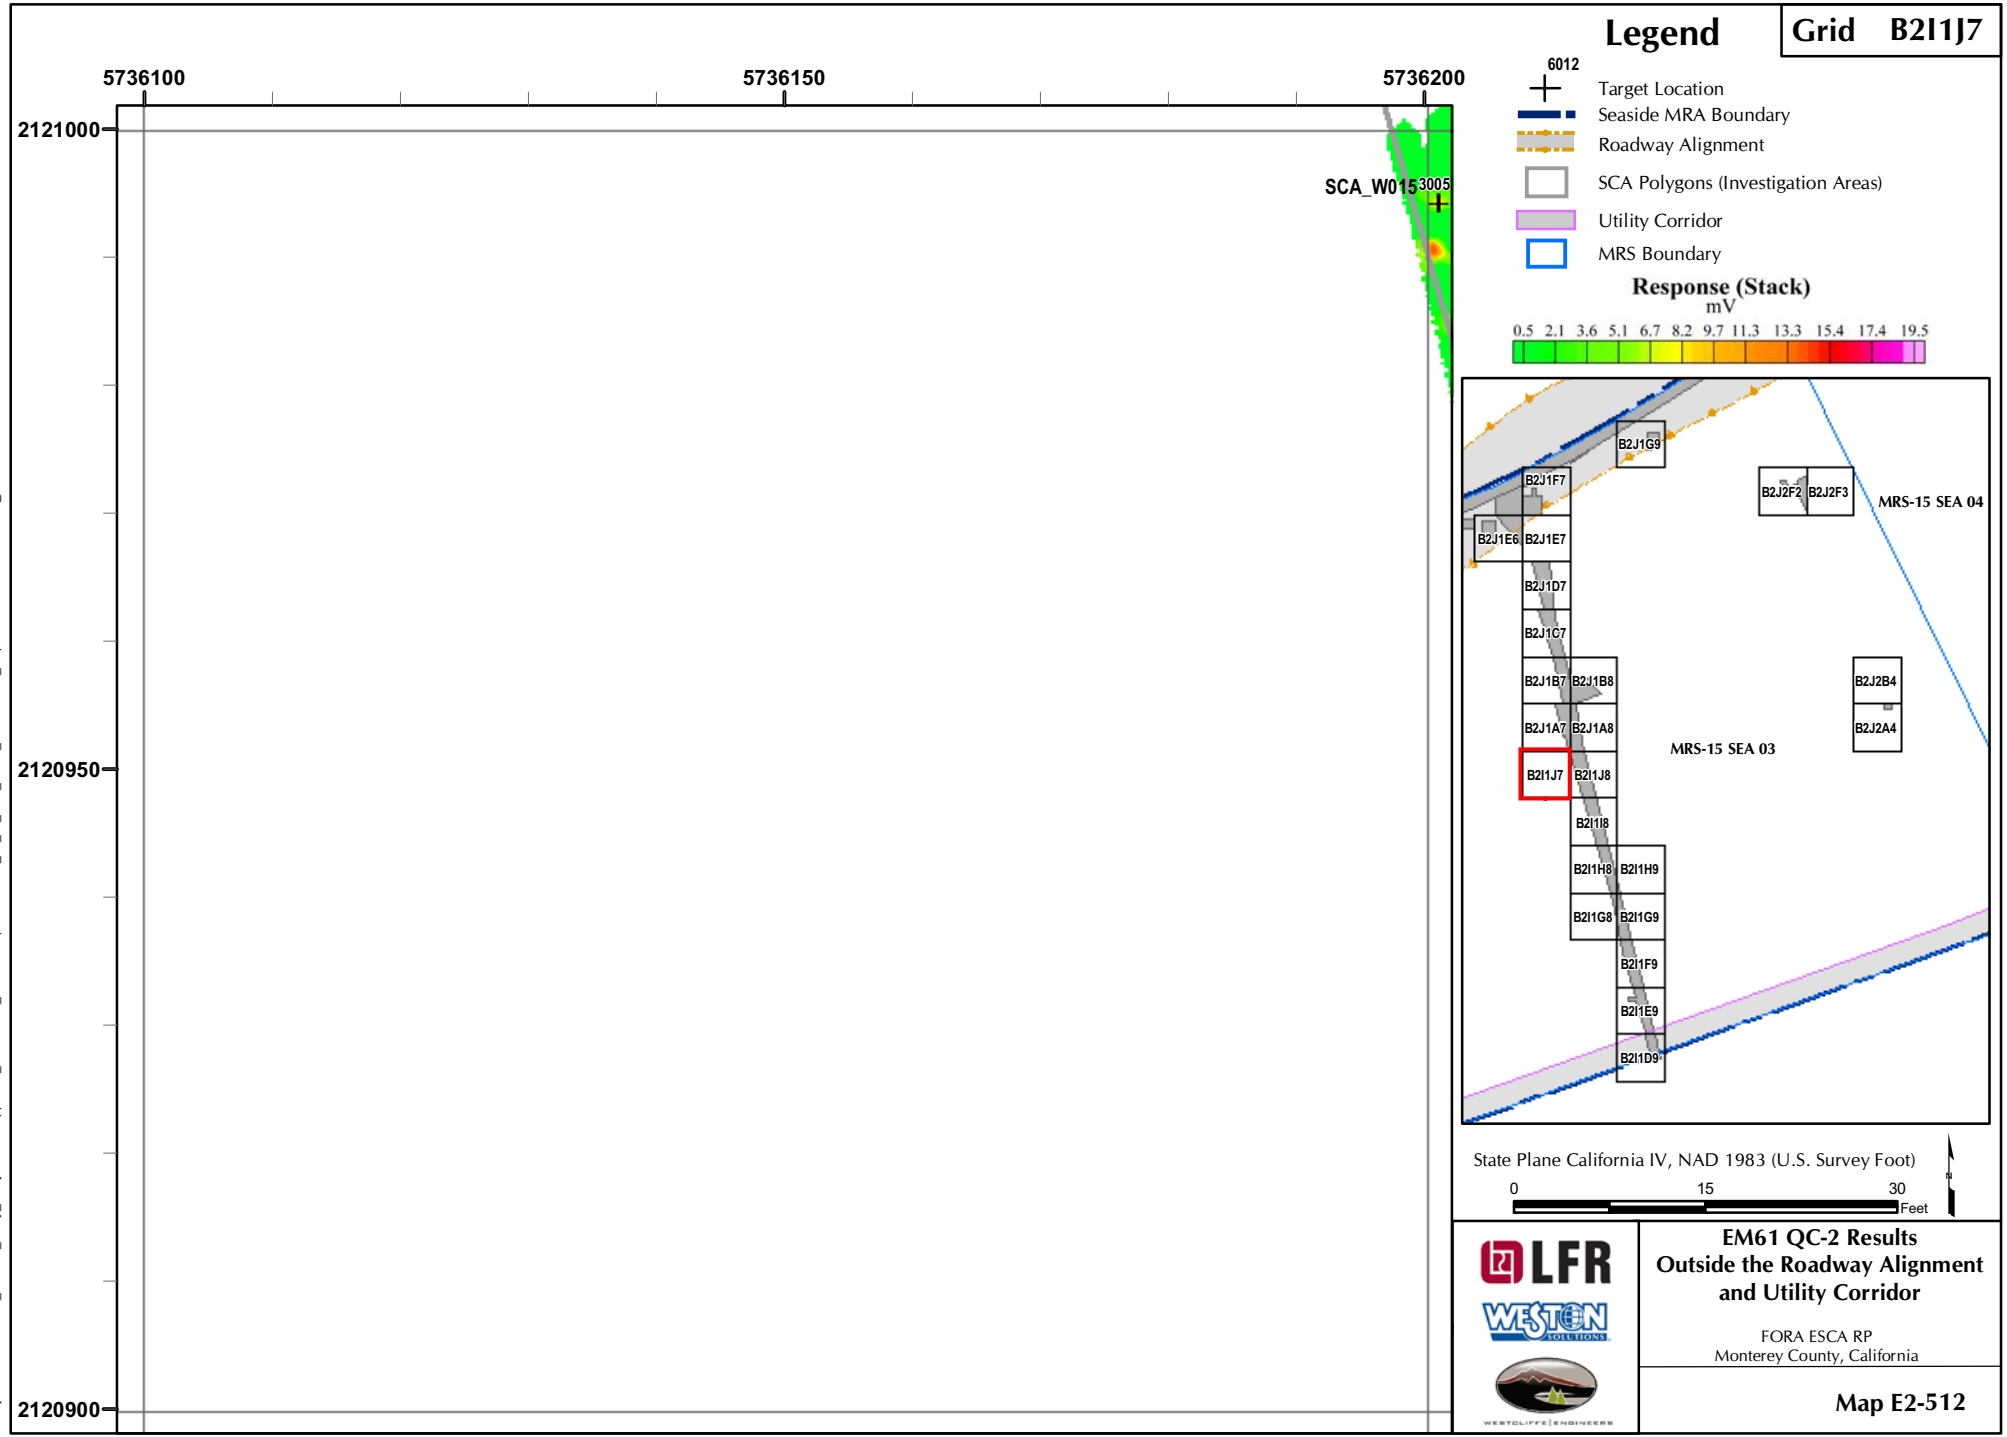 Legend
Grid B2I1J7
5736100 5736150 5736200
2121000
2120950
2120900
SCA_W015 3005
6012
Target Location
Seaside MRA Boundary
Roadway Alignment
SCA Polygons (Investigation Areas)
Utility Corridor
MRS Boundary
Response (Stack)
mV
0.5 2.1 3.6 5.1 6.7 8.2 9.7 11.3 13.3 15.4 17.4 19.5
B2J1G9
B2J1F7
B2J2F2 B2J2F3
MRS-15 SEA 04
B2J1E6 B2J1E7
B2J1D7
B2J1C7
B2J1B7 B2J1B8
B2J2B4
B2J1A7 B2J1A8
B2J2A4
MRS-15 SEA 03
B2I1J7 B2I1J8
B2I1I8
B2I1H8 B2I1H9
B2I1G8 B2I1G9
B2I1F9
B2I1E9
B2I1D9
State Plane California IV, NAD 1983 (U.S. Survey Foot)
0 15 30
Feet
N
LFR
WESTON
SOLUTIONS
WESTCLIFFE ENGINEERS
EM61 QC-2 Results
Outside the Roadway Alignment
and Utility Corridor
FORA ESCA RP
Monterey County, California
Map E2-512